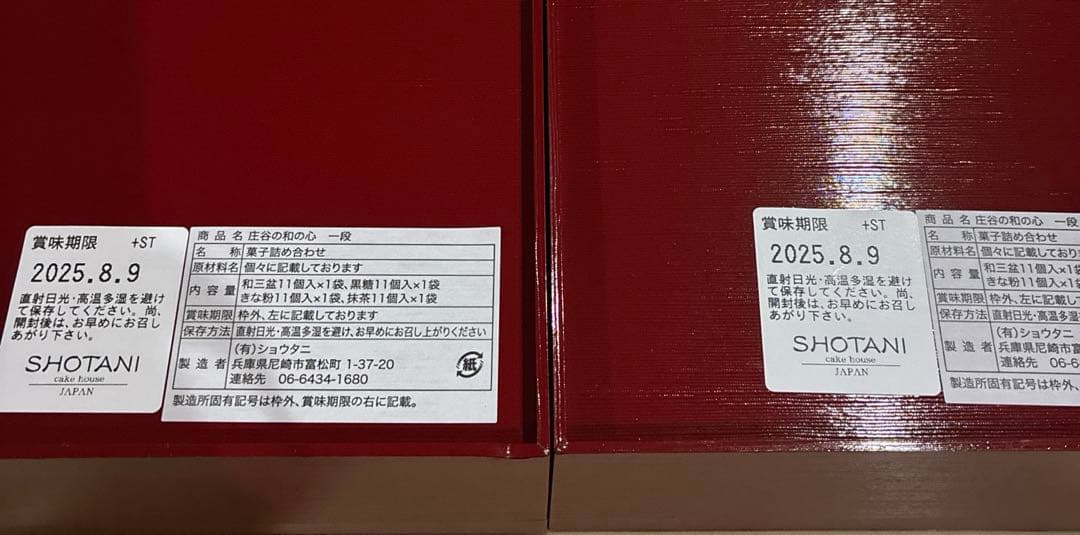 賞味期限 +ST
2025.8.9
直射日光・高温多湿を避け
て保存してください。尚、
開封後は、お早めにお召し
あがり下さい。
SHOTANI
cake house
JAPAN
商品名 庄谷の和の心 一段
名称 菓子詰め合わせ
原材料名 個々に記載しております
内容量 和三盆11個入×1袋、黒糖11個入×1袋
きな粉11個入×1袋、抹茶11個入×1袋
賞味期限 枠外、左に記載しております
保存方法 直射日光・高温多湿を避け、お早めにお召し上がりください
製造者 (有)ショウタニ
兵庫県尼崎市富松町 1-37-20
連絡先 06-6434-1680
紙
製造所固有記号は枠外、賞味期限の右に記載。
賞味期限 +ST
2025.8.9
直射日光・高温多湿を避け
て保存してください。尚、
開封後は、お早めにお召し
あがり下さい。
SHOTANI
cake house
JAPAN
商品名 庄谷の和の心 一段
名称 菓子詰め合わせ
原材料名 個々に記載しております
内容量 和三盆11個入×1袋
きな粉11個入×1袋
賞味期限 枠外、左に記載して
保存方法 直射日光・高温多湿
製造者 (有)ショウタニ
兵庫県尼崎市富
連絡先 06-6
製造所固有記号は枠外、賞味